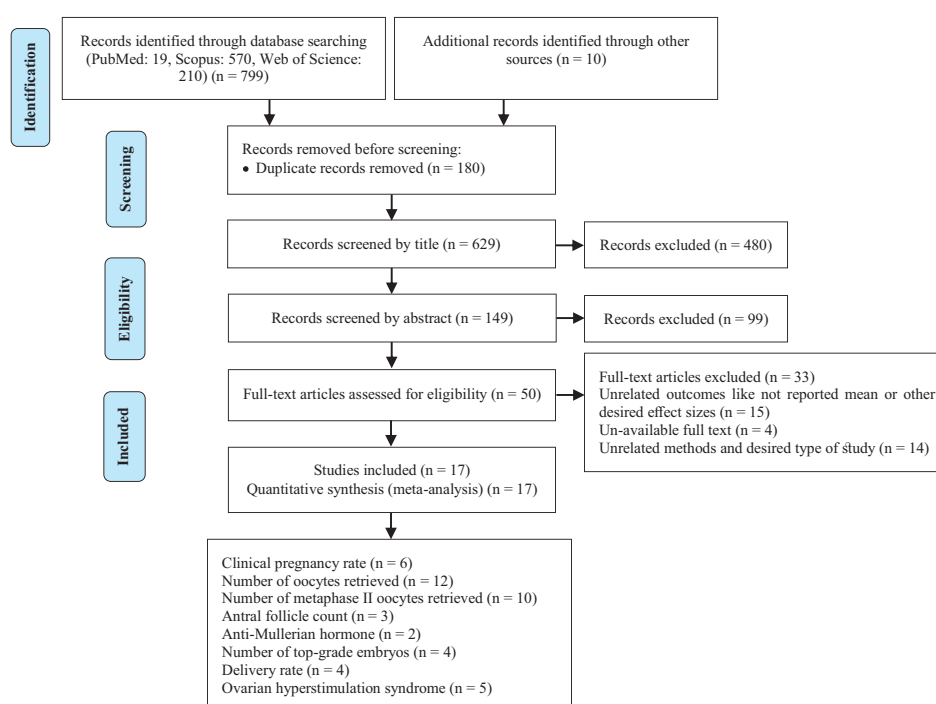 Identification
Records identified through database searching
(PubMed: 19, Scopus: 570, Web of Science:
210) (n = 799)
Additional records identified through other
sources (n = 10)
Screening
Records removed before screening:
• Duplicate records removed (n = 180)
Records screened by title (n = 629)
Records excluded (n = 480)
Eligibility
Records screened by abstract (n = 149)
Records excluded (n = 99)
Full-text articles assessed for eligibility (n = 50)
Full-text articles excluded (n = 33)
Unrelated outcomes like not reported mean or other
desired effect sizes (n = 15)
Un-available full text (n = 4)
Unrelated methods and desired type of study (n = 14)
Included
Studies included (n = 17)
Quantitative synthesis (meta-analysis) (n = 17)
Clinical pregnancy rate (n = 6)
Number of oocytes retrieved (n = 12)
Number of metaphase II oocytes retrieved (n = 10)
Antral follicle count (n = 3)
Anti-Mullerian hormone (n = 2)
Number of top-grade embryos (n = 4)
Delivery rate (n = 4)
Ovarian hyperstimulation syndrome (n = 5)